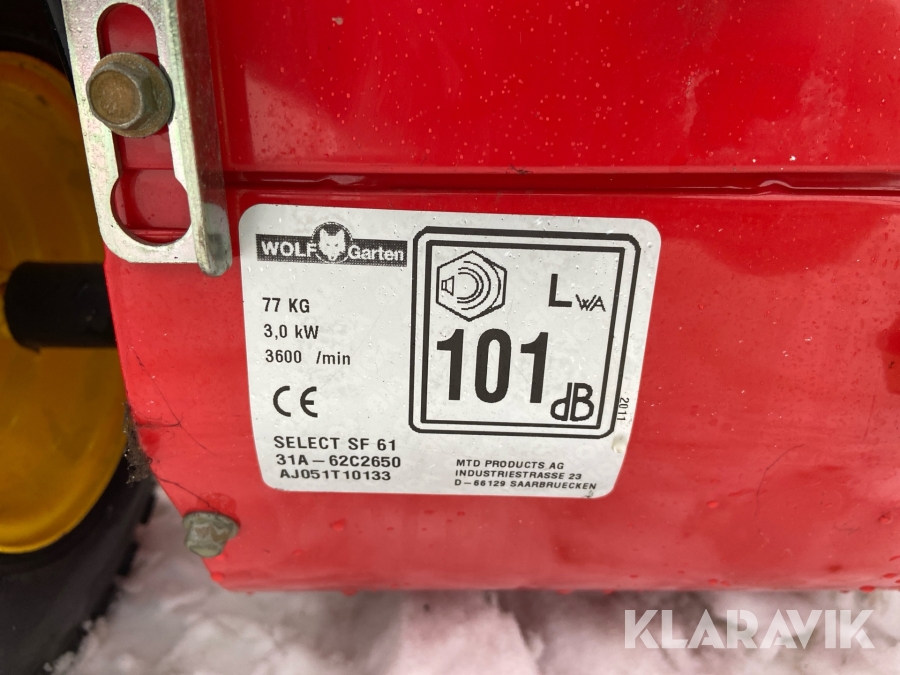 WOLF Garten
77 KG
3,0 kW
3600 /min
CE
LWA
101
dB
2011
SELECT SF 61
31A-62C2650
AJ051T10133
MTD PRODUCTS AG
INDUSTRIESTRASSE 23
D-66129 SAARBRUECKEN
KLARAVIK